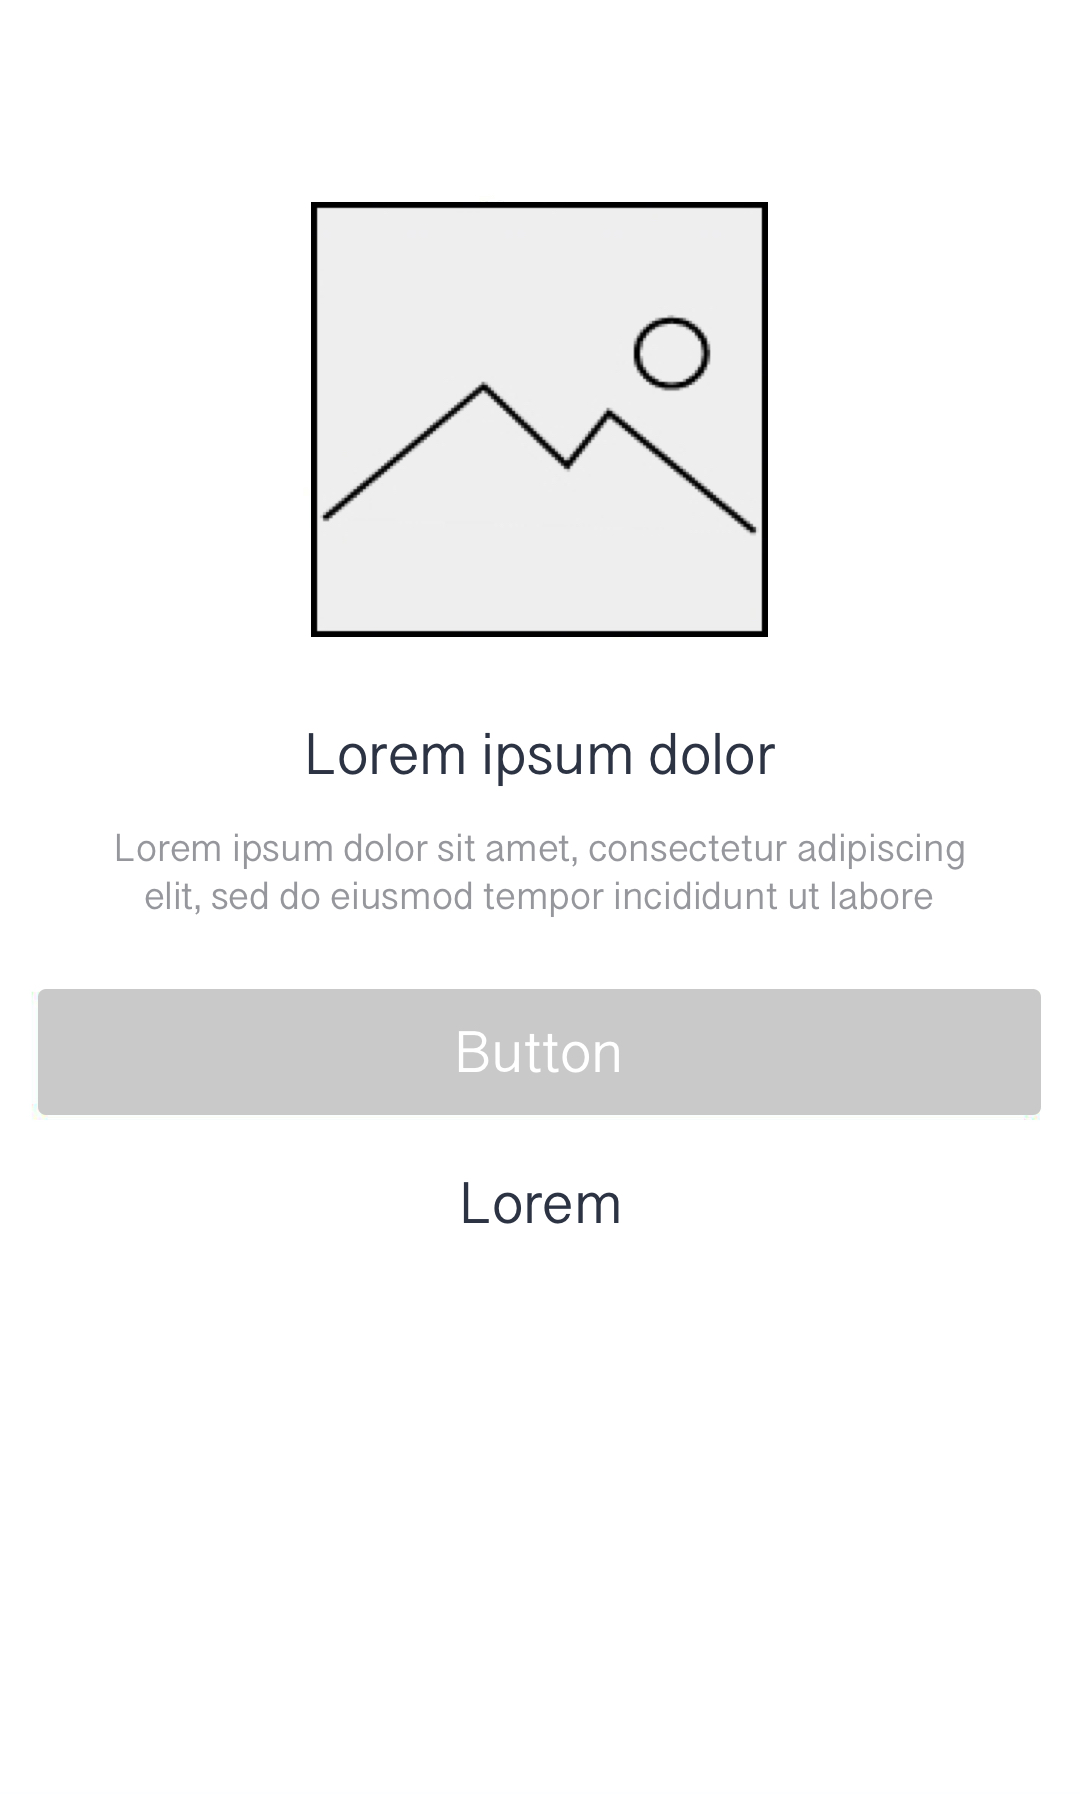 Lorem ipsum dolor
Lorem ipsum dolor sit amet, consectetur adipiscing
elit, sed do eiusmod tempor incididunt ut labore
Button
Lorem